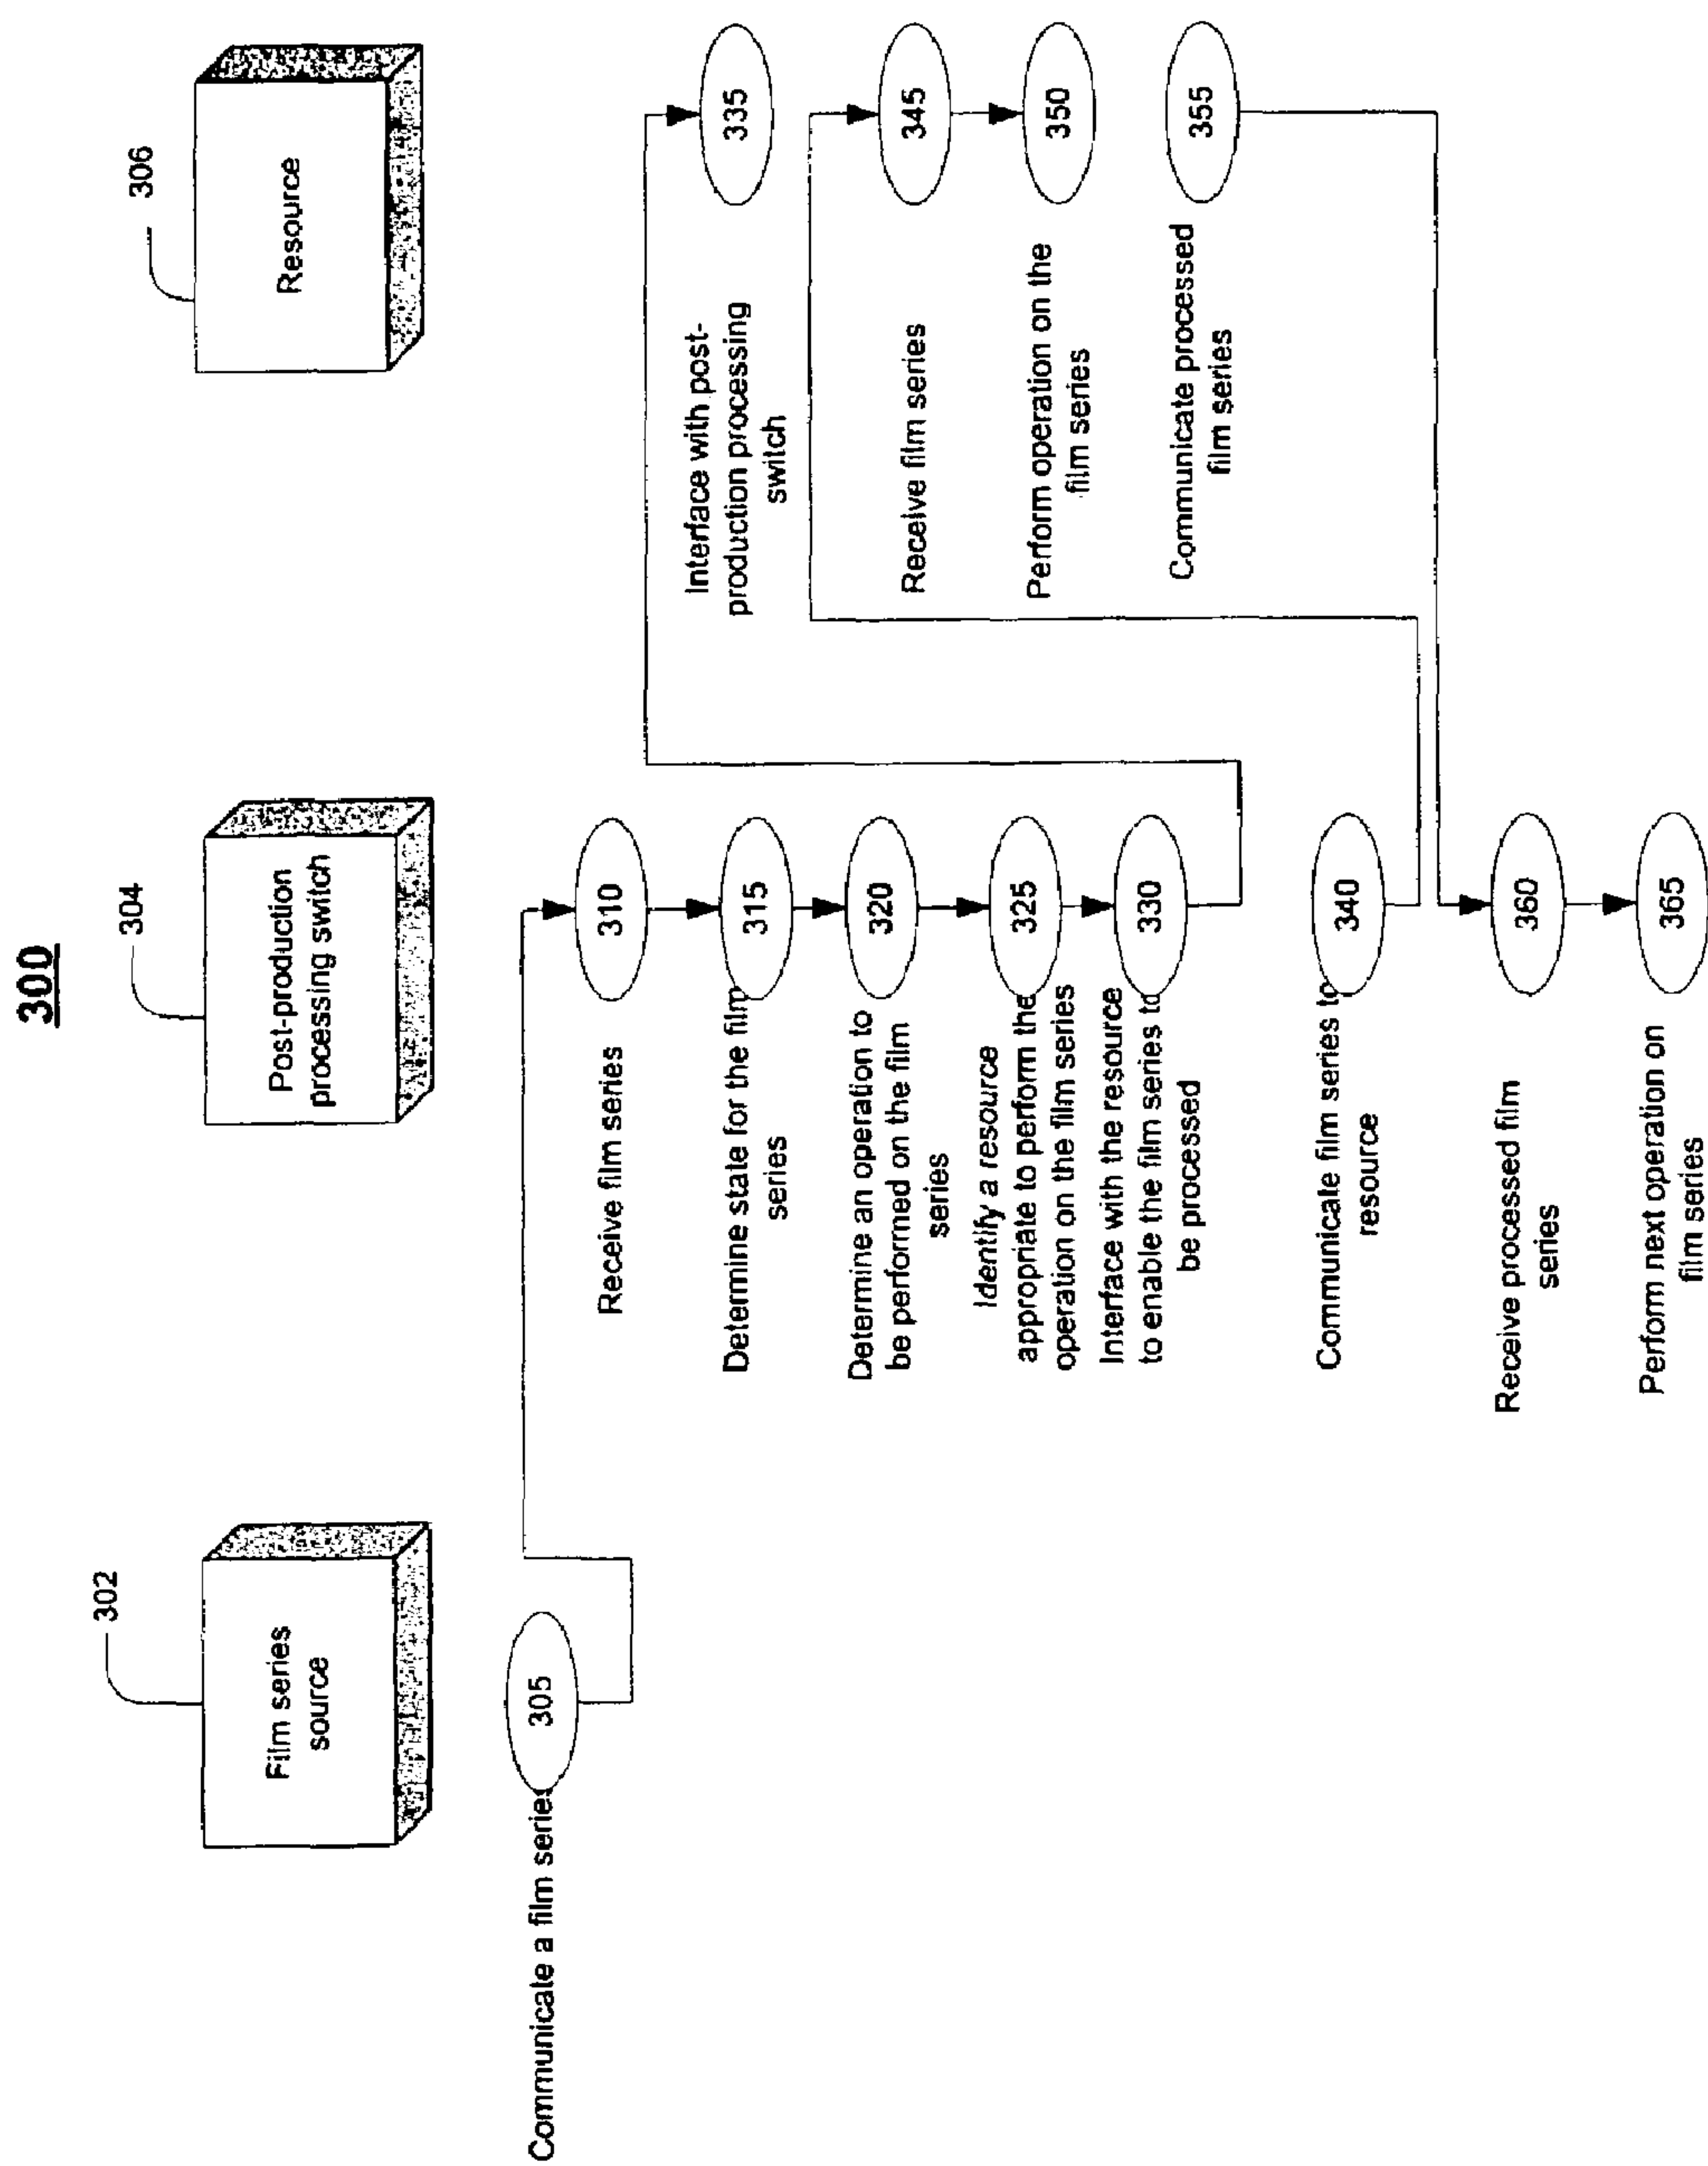 300
302
304
306
Film series
source
Post-production
processing switch
Resource
Communicate a film series
305
Receive film series
310
Determine state for the film
series
315
Determine an operation to
be performed on the film
series
320
Identify a resource
appropriate to perform the
operation on the film series
325
Interface with the resource
to enable the film series to
be processed
330
Interface with post-
production processing
switch
335
Communicate film series to
resource
340
Receive film series
345
Perform operation on the
film series
350
Communicate processed
film series
355
Receive processed film
series
360
Perform next operation on
film series
365